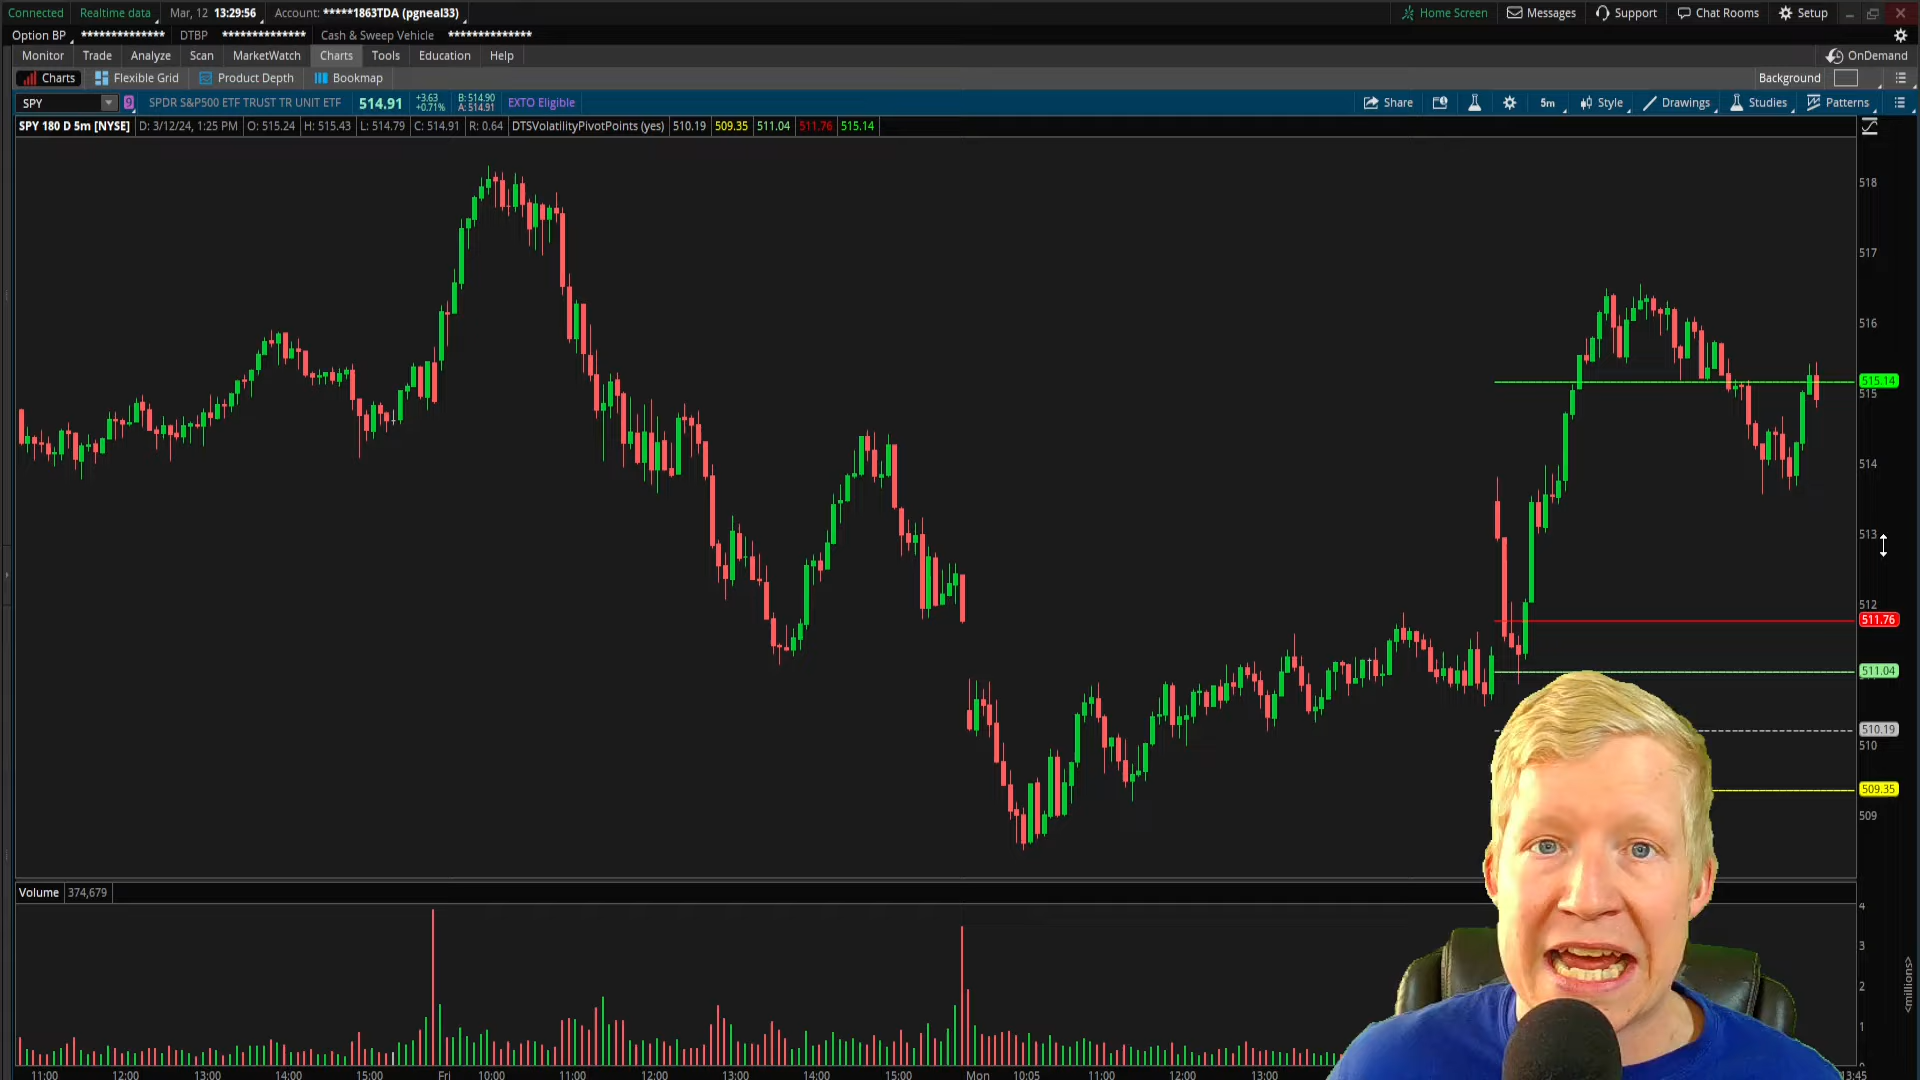 Connected Realtime data Mar, 12 13:29:56 Account: *****1863TDA (pgneal33) Home Screen Messages Support Chat Rooms Setup
Option BP ************** DTBP ************** Cash & Sweep Vehicle **************
Monitor Trade Analyze Scan MarketWatch Charts Tools Education Help OnDemand
Charts Flexible Grid Product Depth Bookmap Background
SPY 9 SPDR S&P500 ETF TRUST TR UNIT ETF 514.91 +3.63 B: 514.90 EXTO Eligible Share 5m Style Drawings Studies Patterns
+0.71% A: 514.91
SPY 180 D 5m [NYSE] D: 3/12/24, 1:25 PM O: 515.24 H: 515.43 L: 514.79 C: 514.91 R: 0.64 DTSVolatilityPivotPoints (yes) 510.19 509.35 511.04 511.76 515.14
518
517
516
515.14
515
514
513
512
511.76
511.04
510.19
510
509.35
509
Volume 374,679
4
3
2
1
<millions>
11:00 12:00 13:00 14:00 15:00 Fri 10:00 11:00 12:00 13:00 14:00 15:00 Mon 10:05 11:00 12:00 13:00 13:45